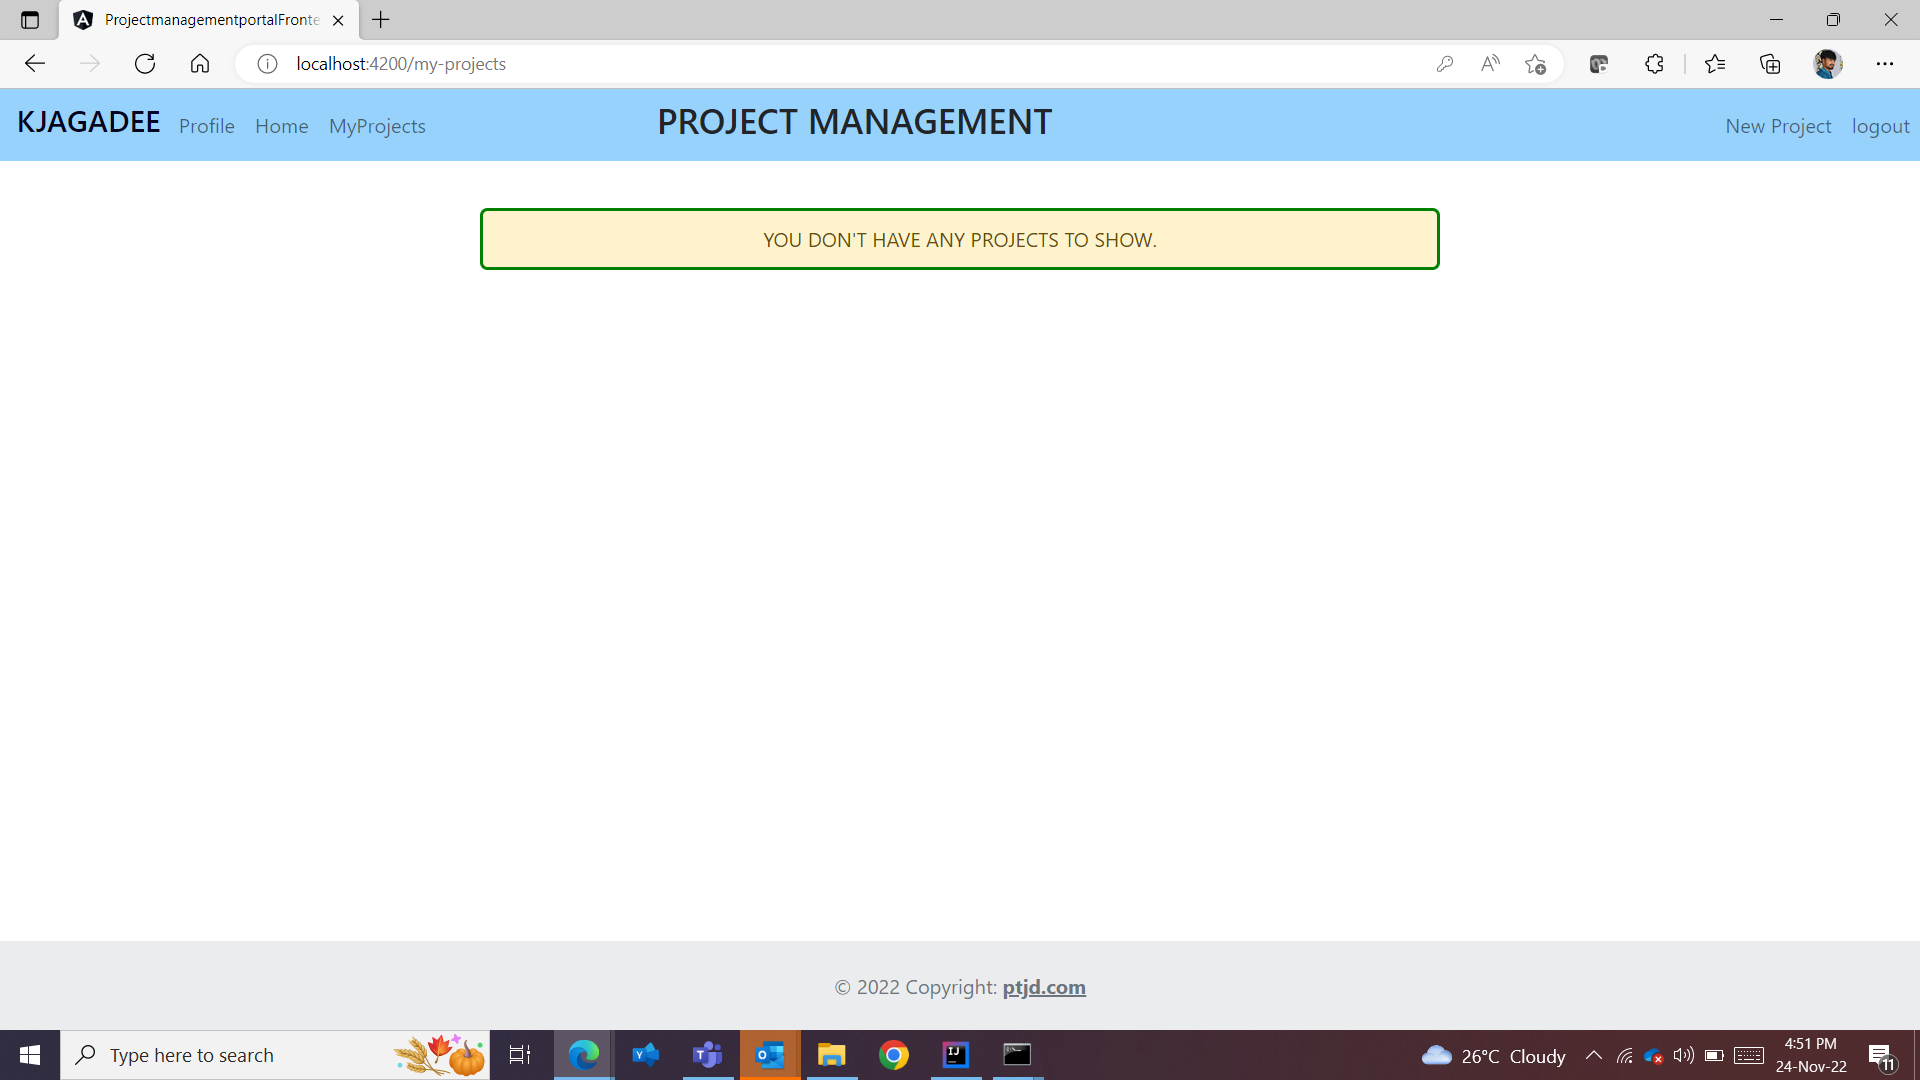 ProjectmanagementportalFronte
localhost:4200/my-projects
KJAGADEE Profile Home MyProjects PROJECT MANAGEMENT New Project logout
YOU DON'T HAVE ANY PROJECTS TO SHOW.
© 2022 Copyright: ptjd.com
Type here to search
26°C Cloudy
4:51 PM
24-Nov-22
11